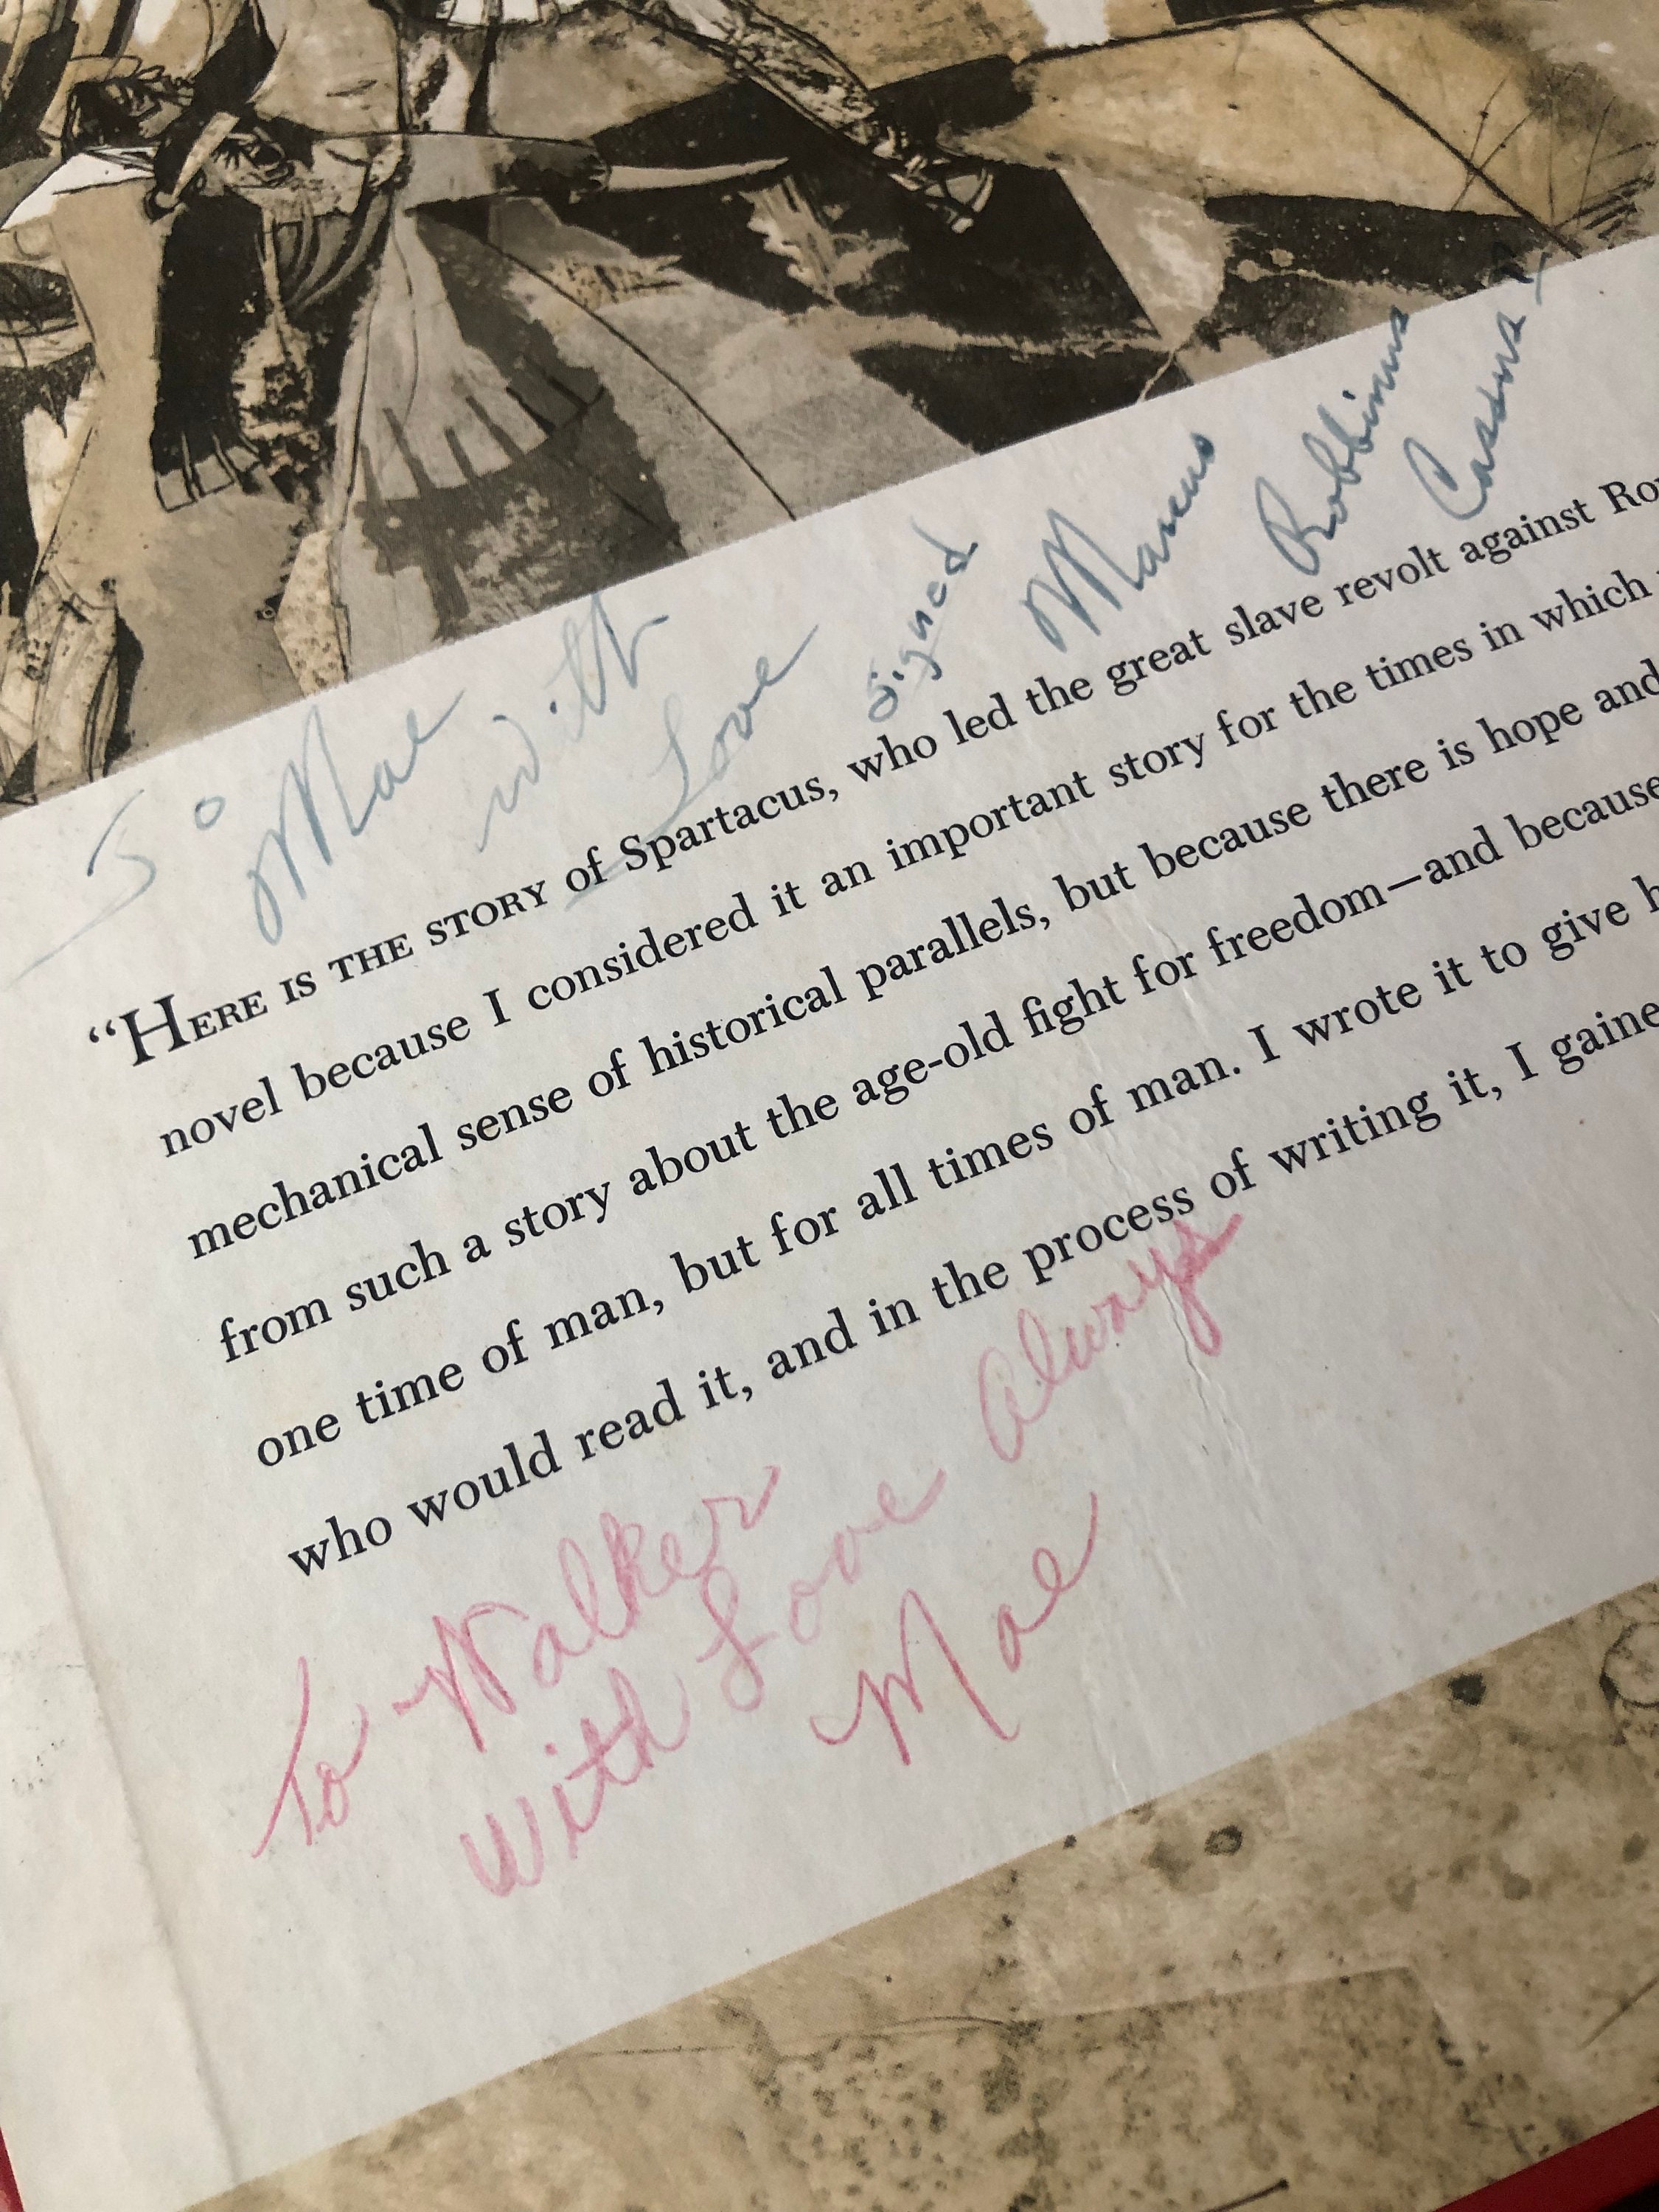 To
Mae
with
Love
signed
Marcus
Robbinus
Cassus
“HERE IS THE STORY of Spartacus, who led the great slave revolt against Ro
novel because I considered it an important story for the times in which
mechanical sense of historical parallels, but because there is hope and
from such a story about the age-old fight for freedom—and because
one time of man, but for all times of man. I wrote it to give h
who would read it, and in the process of writing it, I gaine
To Walker
With Love Always
Mae